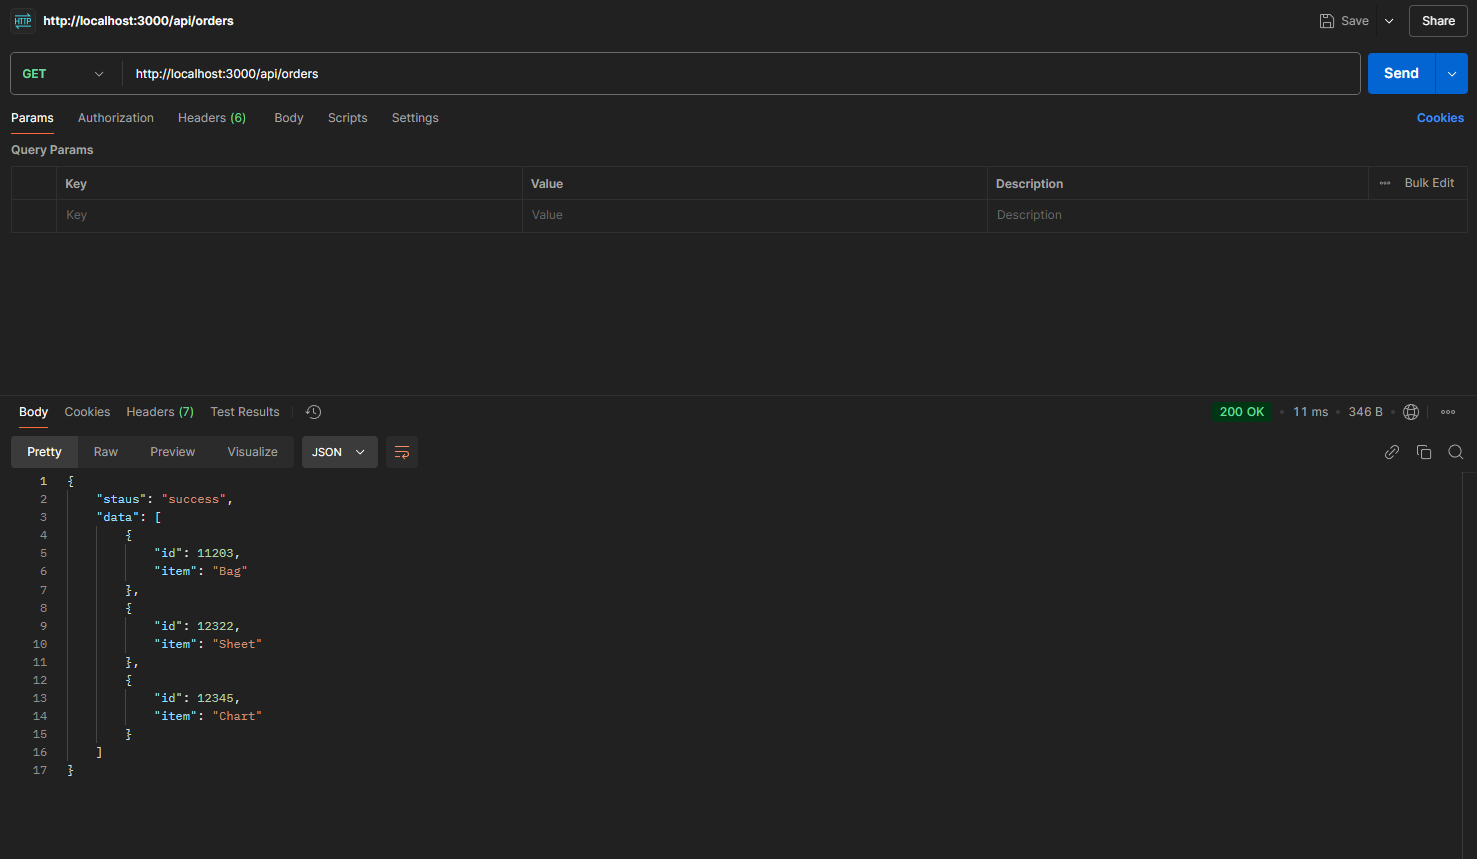 HTTP http://localhost:3000/api/orders Save Share
GET http://localhost:3000/api/orders Send
Params Authorization Headers (6) Body Scripts Settings Cookies
Query Params
Key Value Description Bulk Edit
Key Value Description
Body Cookies Headers (7) Test Results 200 OK 11 ms 346 B
Pretty Raw Preview Visualize JSON
1 {
2 "staus": "success",
3 "data": [
4 {
5 "id": 11203,
6 "item": "Bag"
7 },
8 {
9 "id": 12322,
10 "item": "Sheet"
11 },
12 {
13 "id": 12345,
14 "item": "Chart"
15 }
16 ]
17 }